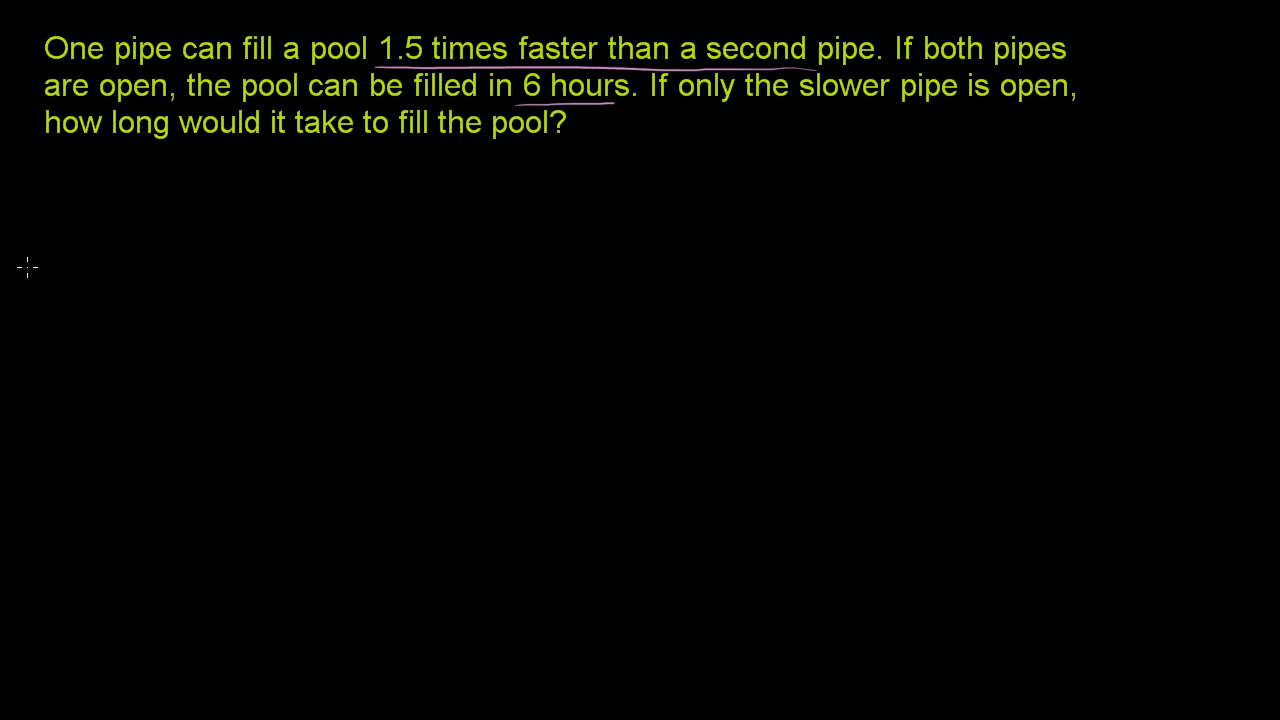 One pipe can fill a pool 1.5 times faster than a second pipe. If both pipes
are open, the pool can be filled in 6 hours. If only the slower pipe is open,
how long would it take to fill the pool?